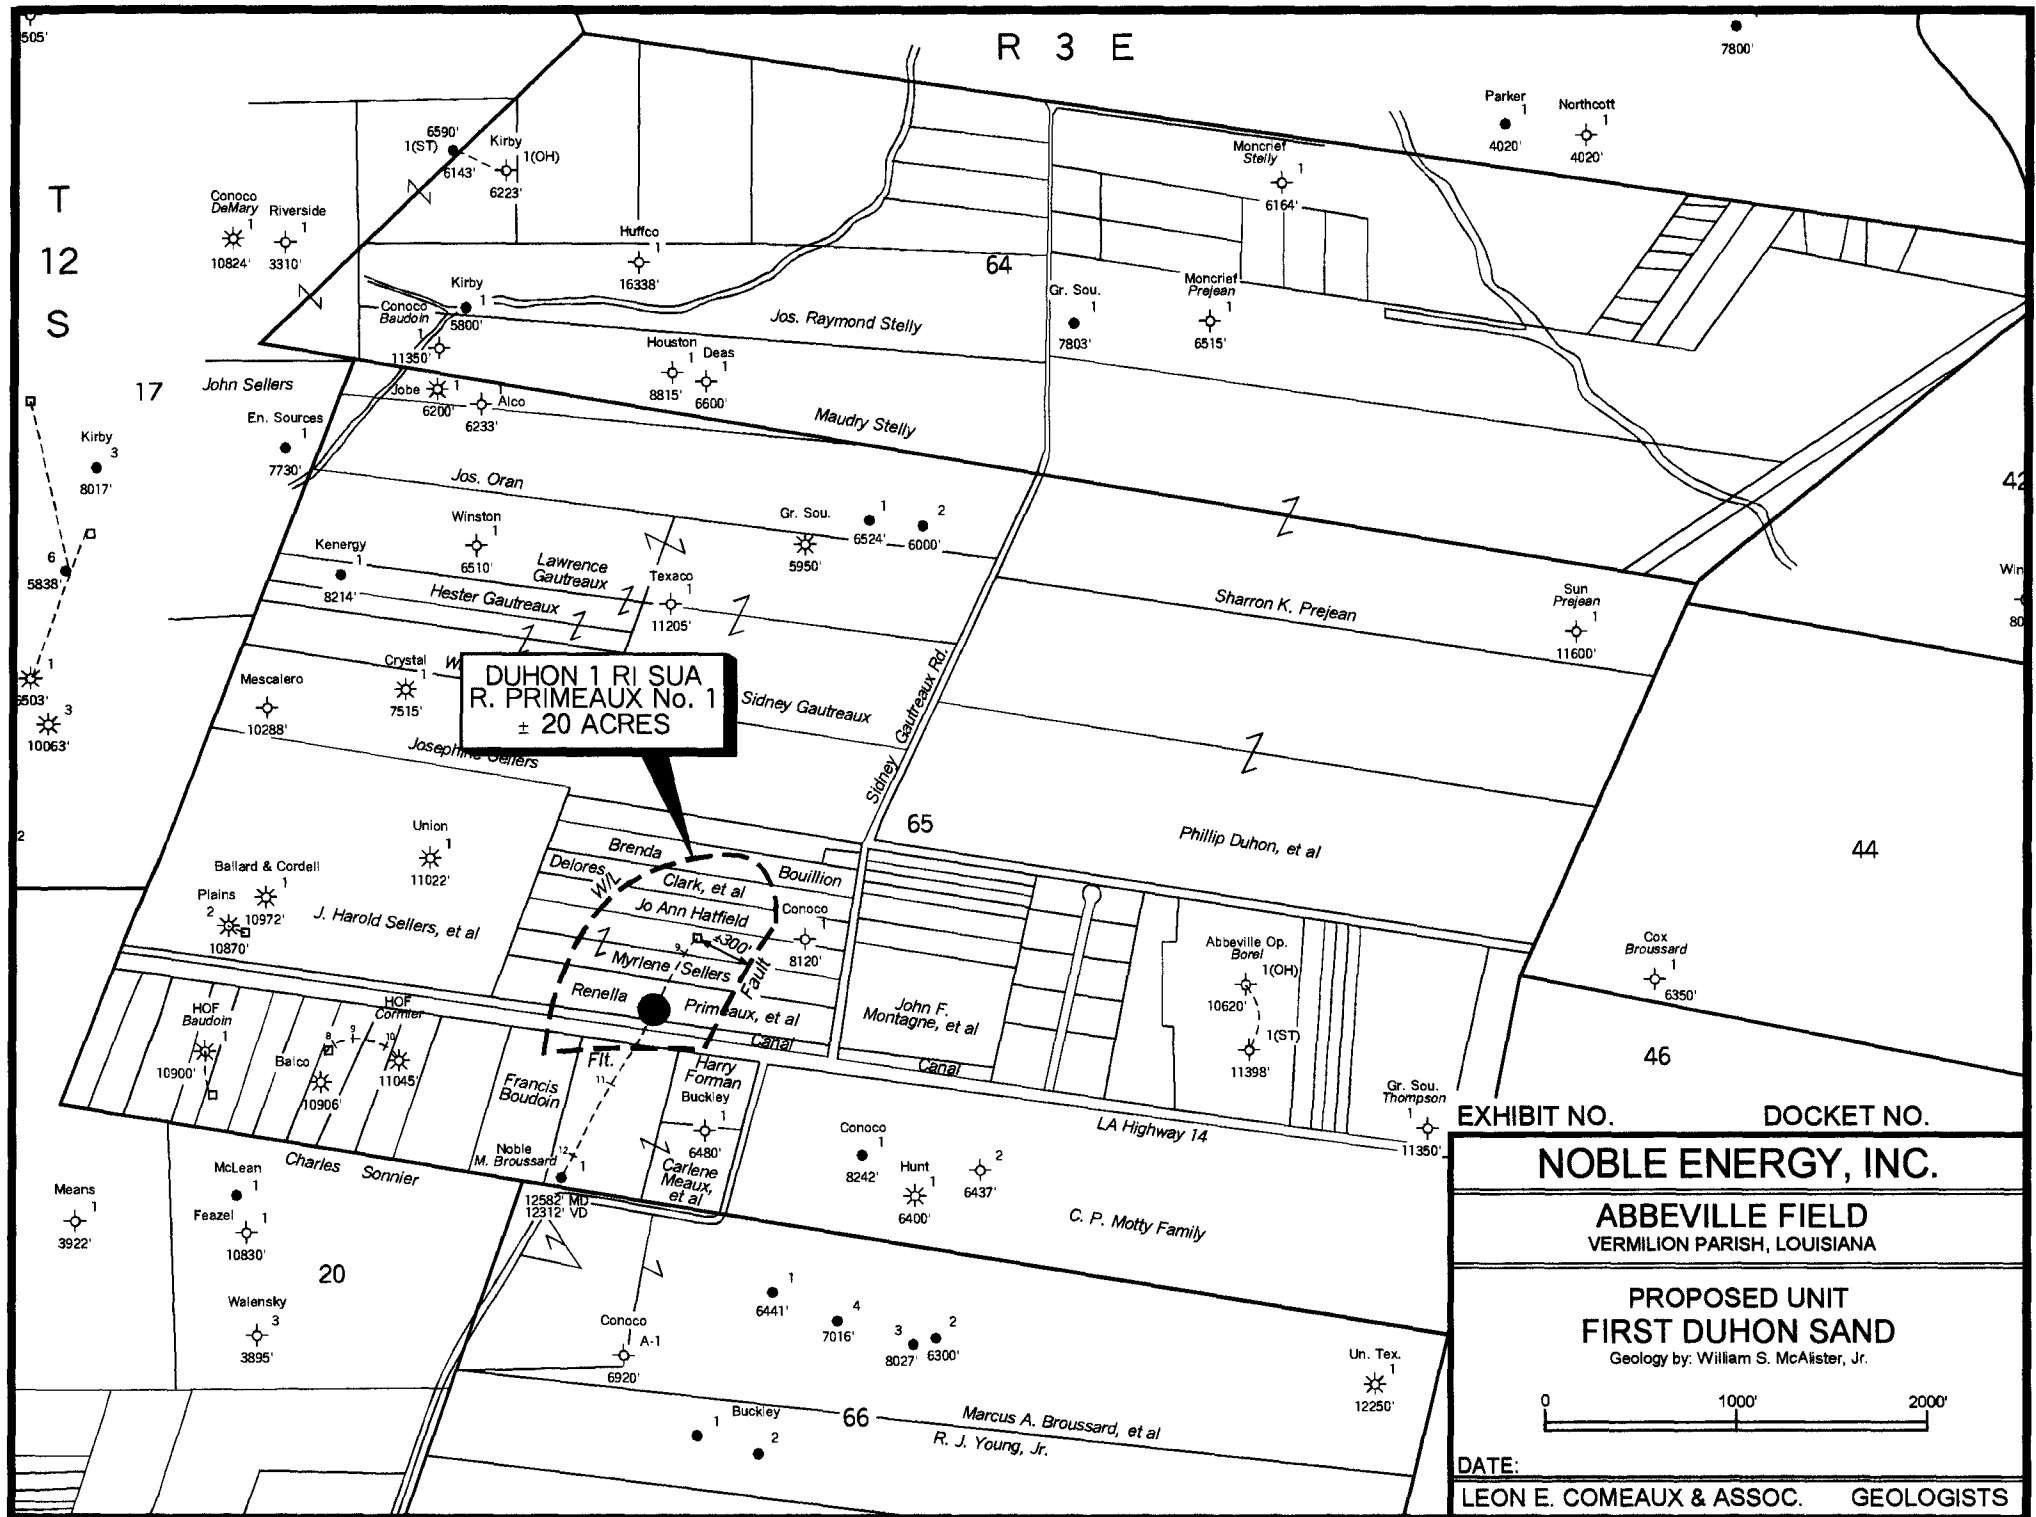 R 3 E
T
12
S
505'
7800'
Parker
1
4020'
Northcott
1
4020'
6590'
1(ST)
6143'
Kirby
1(OH)
6223'
Moncrief
Stelly
1
6164'
Conoco
DeMary
1
10824'
Riverside
1
3310'
Huffco
1
16338'
64
Kirby
1
5800'
Conoco
Baudoin
1
11350'
Jos. Raymond Stelly
Gr. Sou.
1
7803'
Moncrief
Prejean
1
6515'
Houston
1
8815'
Deas
1
6600'
17
John Sellers
Jobe
1
6200'
1
Alco
6233'
Maudry Stelly
En. Sources
1
7730'
Kirby
3
8017'
Jos. Oran
42
Winston
1
6510'
Gr. Sou.
5950'
1
6524'
2
6000'
Kenergy
1
8214'
Lawrence
Gautreaux
Hester Gautreaux
Texaco
1
11205'
6
5838'
Sharron K. Prejean
Sun
Prejean
1
11600'
Win
80
Crystal
1
7515'
W
Mescalero
10288'
1
6503'
3
10063'
DUHON 1 RI SUA
R. PRIMEAUX No. 1
± 20 ACRES
Sidney Gautreaux
Sidney Gautreaux Rd.
Josephine Sellers
65
2
Union
1
11022'
Phillip Duhon, et al
44
Brenda
Bouillion
Delores
Clark, et al
W/L
Jo Ann Hatfield
Ballard & Cordell
1
10972'
Plains
2
10870'
J. Harold Sellers, et al
Conoco
1
8120'
±300'
9
Myrlene Sellers
Fault
Renella
Primeaux, et al
Abbeville Op.
Borel
1(OH)
10620'
1(ST)
11398'
Cox
Broussard
1
6350'
John F.
Montagne, et al
HOF
Baudoin
1
10900'
HOF
Cormier
8
9
10
11045'
Balco
10906'
Canal
Canal
Flt.
11
46
Francis
Boudoin
Harry
Forman
Buckley
1
6480'
Gr. Sou.
Thompson
1
11350'
LA Highway 14
Noble
M. Broussard
12
1
12582' MD
12312' VD
Carlene
Meaux,
et al
Conoco
1
8242'
Hunt
1
6400'
2
6437'
Charles Sonnier
McLean
1
Means
1
3922'
Feazel
1
10830'
C. P. Motty Family
20
Walensky
3
3895'
1
6441'
4
7016'
3
8027'
2
6300'
Conoco
A-1
6920'
Un. Tex.
1
12250'
Buckley
1
2
66
Marcus A. Broussard, et al
R. J. Young, Jr.
EXHIBIT NO. DOCKET NO.
NOBLE ENERGY, INC.
ABBEVILLE FIELD
VERMILION PARISH, LOUISIANA
PROPOSED UNIT
FIRST DUHON SAND
Geology by: William S. McAlister, Jr.
0 1000' 2000'
DATE:
LEON E. COMEAUX & ASSOC. GEOLOGISTS